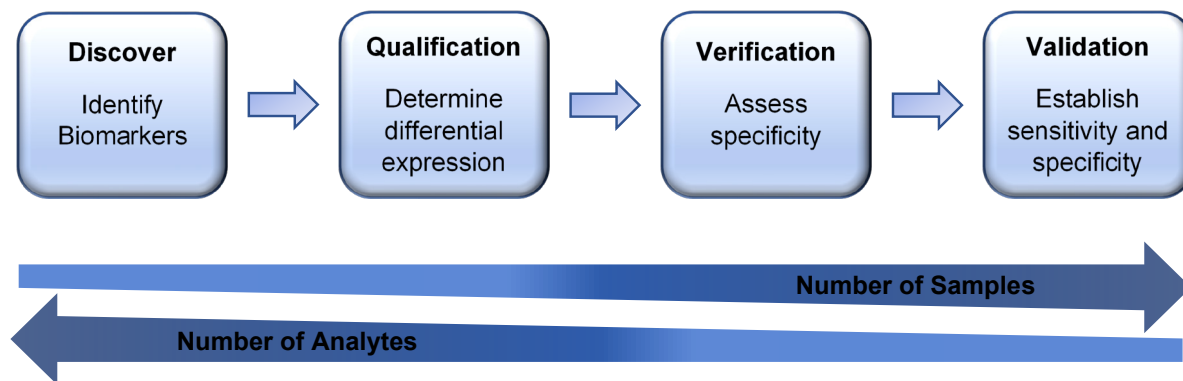 Discover
Identify
Biomarkers
Qualification
Determine
differential
expression
Verification
Assess
specificity
Validation
Establish
sensitivity and
specificity
Number of Samples
Number of Analytes